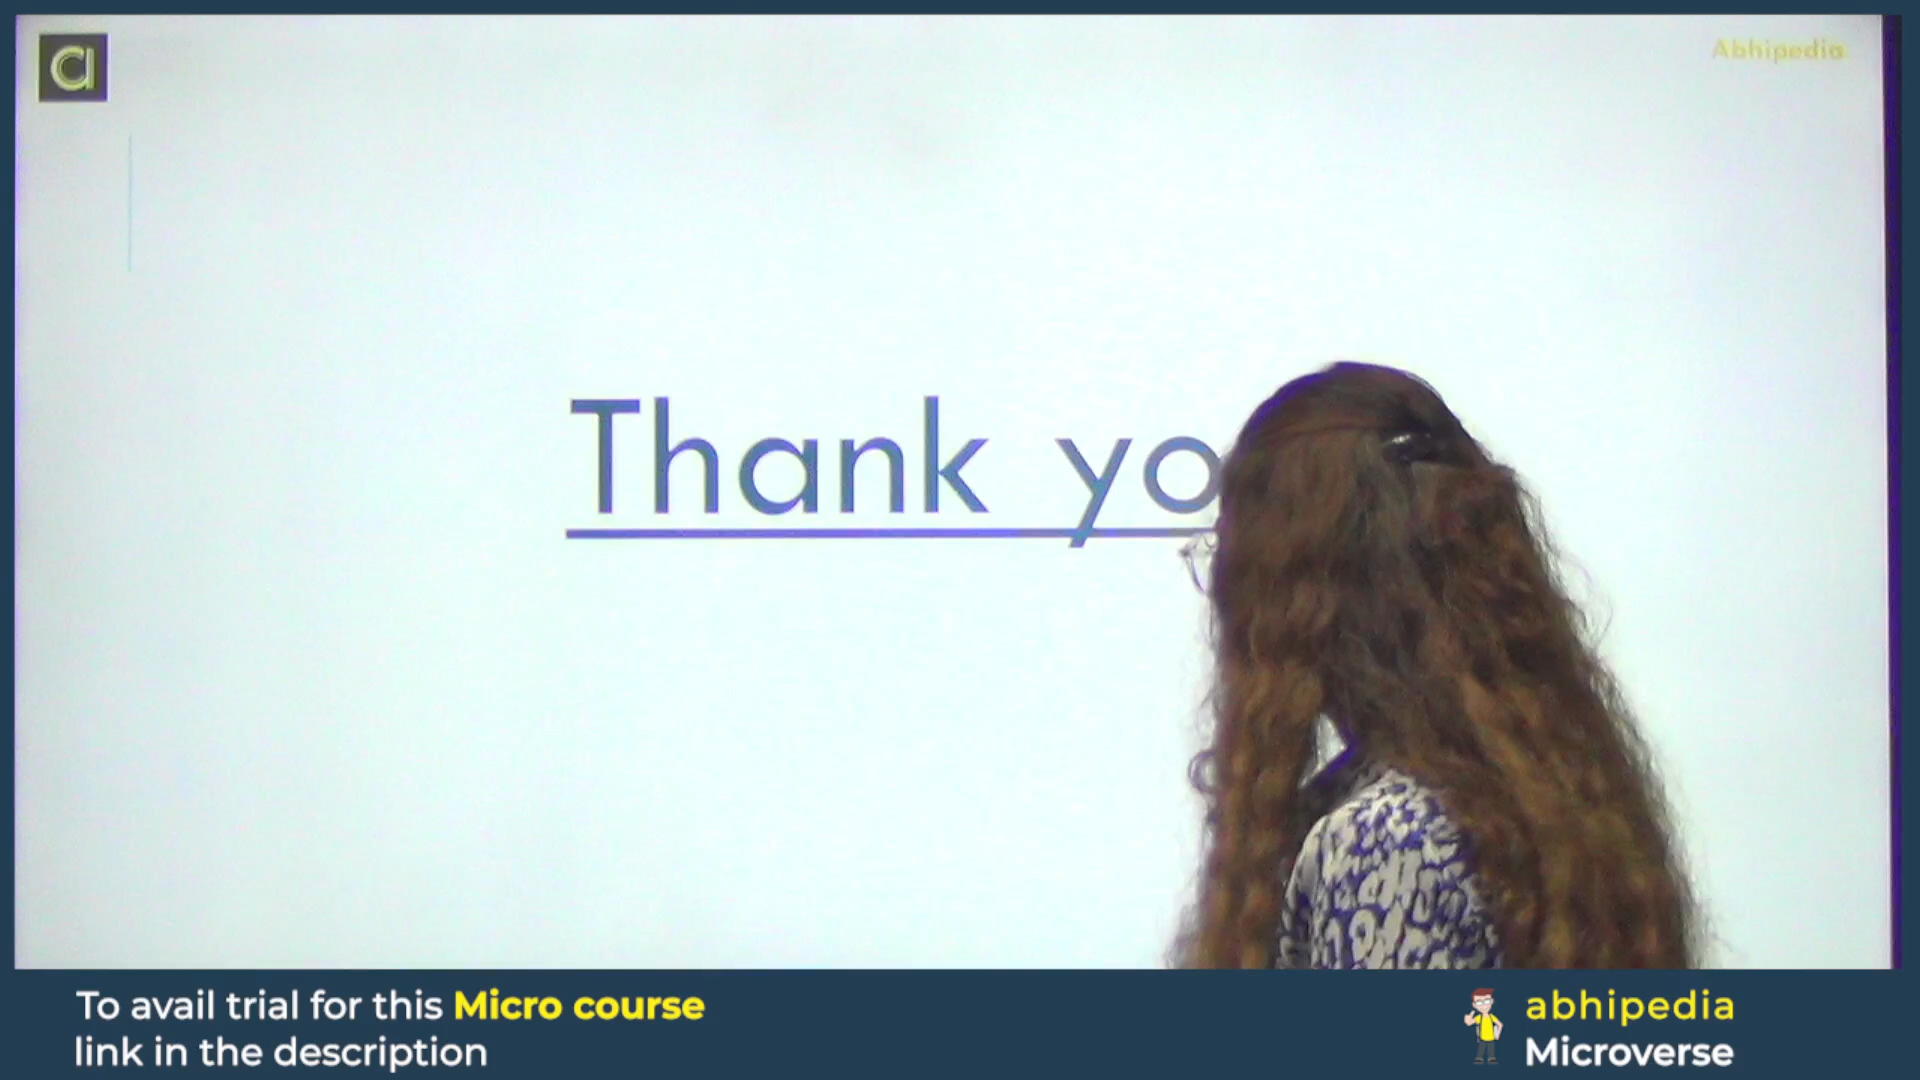 Abhipedia
Thank yo
To avail trial for this Micro course
link in the description
abhipedia
Microverse